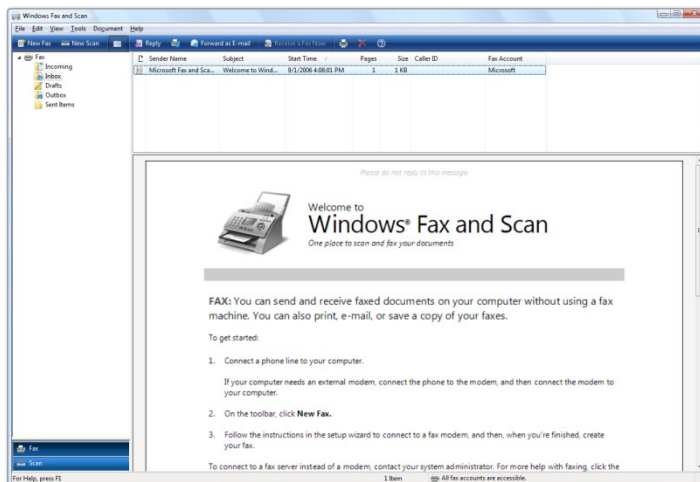 Windows Fax and Scan
File Edit View Tools Document Help
New Fax New Scan Reply Forward as E-mail Receive a Fax Now
Fax
Incoming
Inbox
Drafts
Outbox
Sent Items
Sender Name Subject Start Time Pages Size Caller ID Fax Account
Microsoft Fax and Sca... Welcome to Wind... 9/1/2006 4:08:01 PM 1 1 KB Microsoft
Please do not reply to this message.
Welcome to
Windows® Fax and Scan
One place to scan and fax your documents
FAX: You can send and receive faxed documents on your computer without using a fax
machine. You can also print, e-mail, or save a copy of your faxes.
To get started:
1. Connect a phone line to your computer.
If your computer needs an external modem, connect the phone to the modem, and then connect the modem to
your computer.
2. On the toolbar, click New Fax.
3. Follow the instructions in the setup wizard to connect to a fax modem, and then, when you're finished, create
your fax.
To connect to a fax server instead of a modem, contact your system administrator. For more help with faxing, click the
Fax
Scan
For Help, press F1 1 Item All fax accounts are accessible.